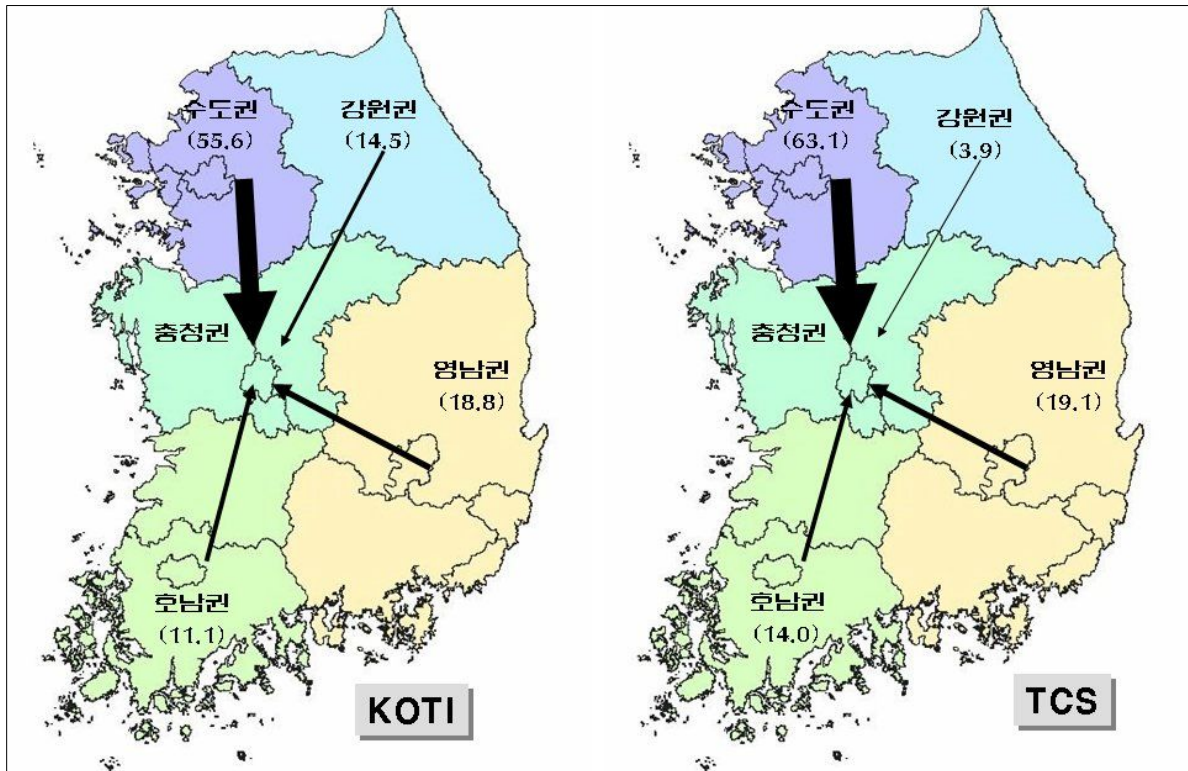 수도권
(55.6)
강원권
(14.5)
충청권
영남권
(18.8)
호남권
(11.1)
KOTI
수도권
(63.1)
강원권
(3.9)
충청권
영남권
(19.1)
호남권
(14.0)
TCS